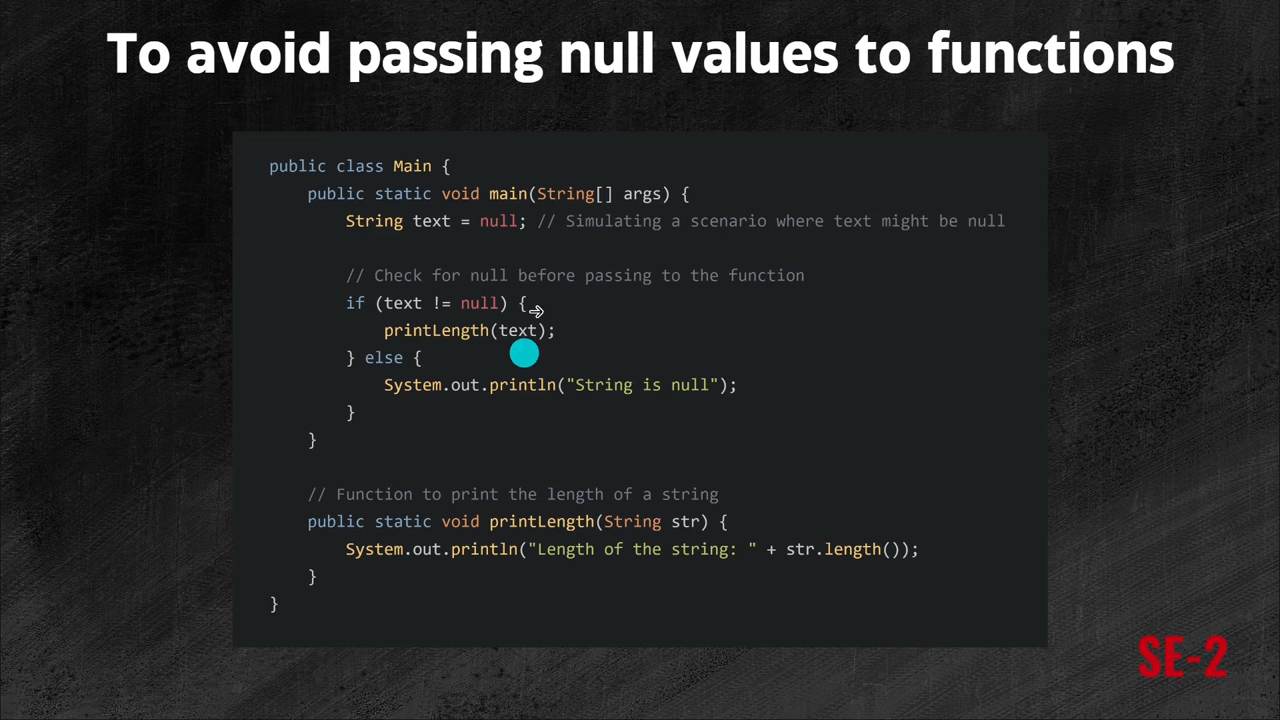 To avoid passing null values to functions
public class Main {
    public static void main(String[] args) {
        String text = null; // Simulating a scenario where text might be null
        // Check for null before passing to the function
        if (text != null) {
            printLength(text);
        } else {
            System.out.println("String is null");
        }
    }
    // Function to print the length of a string
    public static void printLength(String str) {
        System.out.println("Length of the string: " + str.length());
    }
}
SE-2